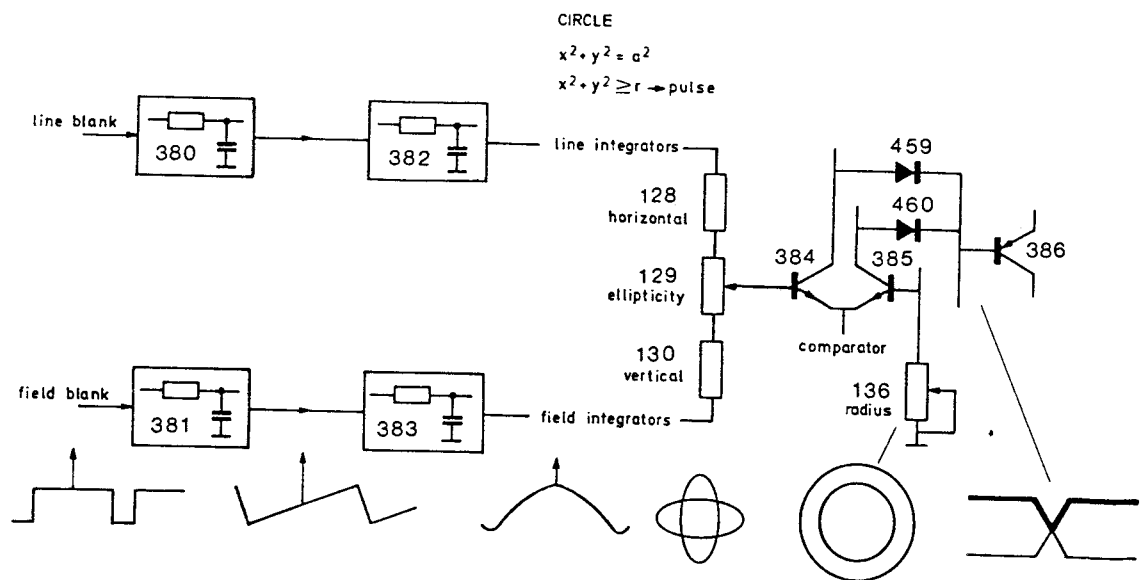 CIRCLE
x² + y² = a²
x² + y² ≥ r → pulse
line blank
380
382
line integrators
459
128
horizontal
460
384
385
386
129
ellipticity
comparator
130
vertical
field blank
381
383
field integrators
136
radius